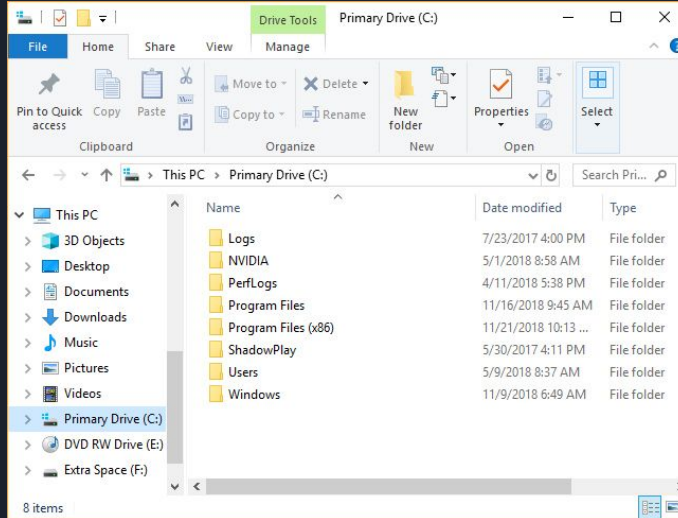 Drive Tools Primary Drive (C:)
File Home Share View Manage
Pin to Quick access
Copy
Paste
Clipboard
Move to
Copy to
Delete
Rename
Organize
New folder
New
Properties
Open
Select
This PC > Primary Drive (C:)
Search Pri...
This PC
3D Objects
Desktop
Documents
Downloads
Music
Pictures
Videos
Primary Drive (C:)
DVD RW Drive (E:)
Extra Space (F:)
Name Date modified Type
Logs 7/23/2017 4:00 PM File folder
NVIDIA 5/1/2018 8:58 AM File folder
PerfLogs 4/11/2018 5:38 PM File folder
Program Files 11/16/2018 9:45 AM File folder
Program Files (x86) 11/21/2018 10:13 ... File folder
ShadowPlay 5/30/2017 4:11 PM File folder
Users 5/9/2018 8:37 AM File folder
Windows 11/9/2018 6:49 AM File folder
8 items